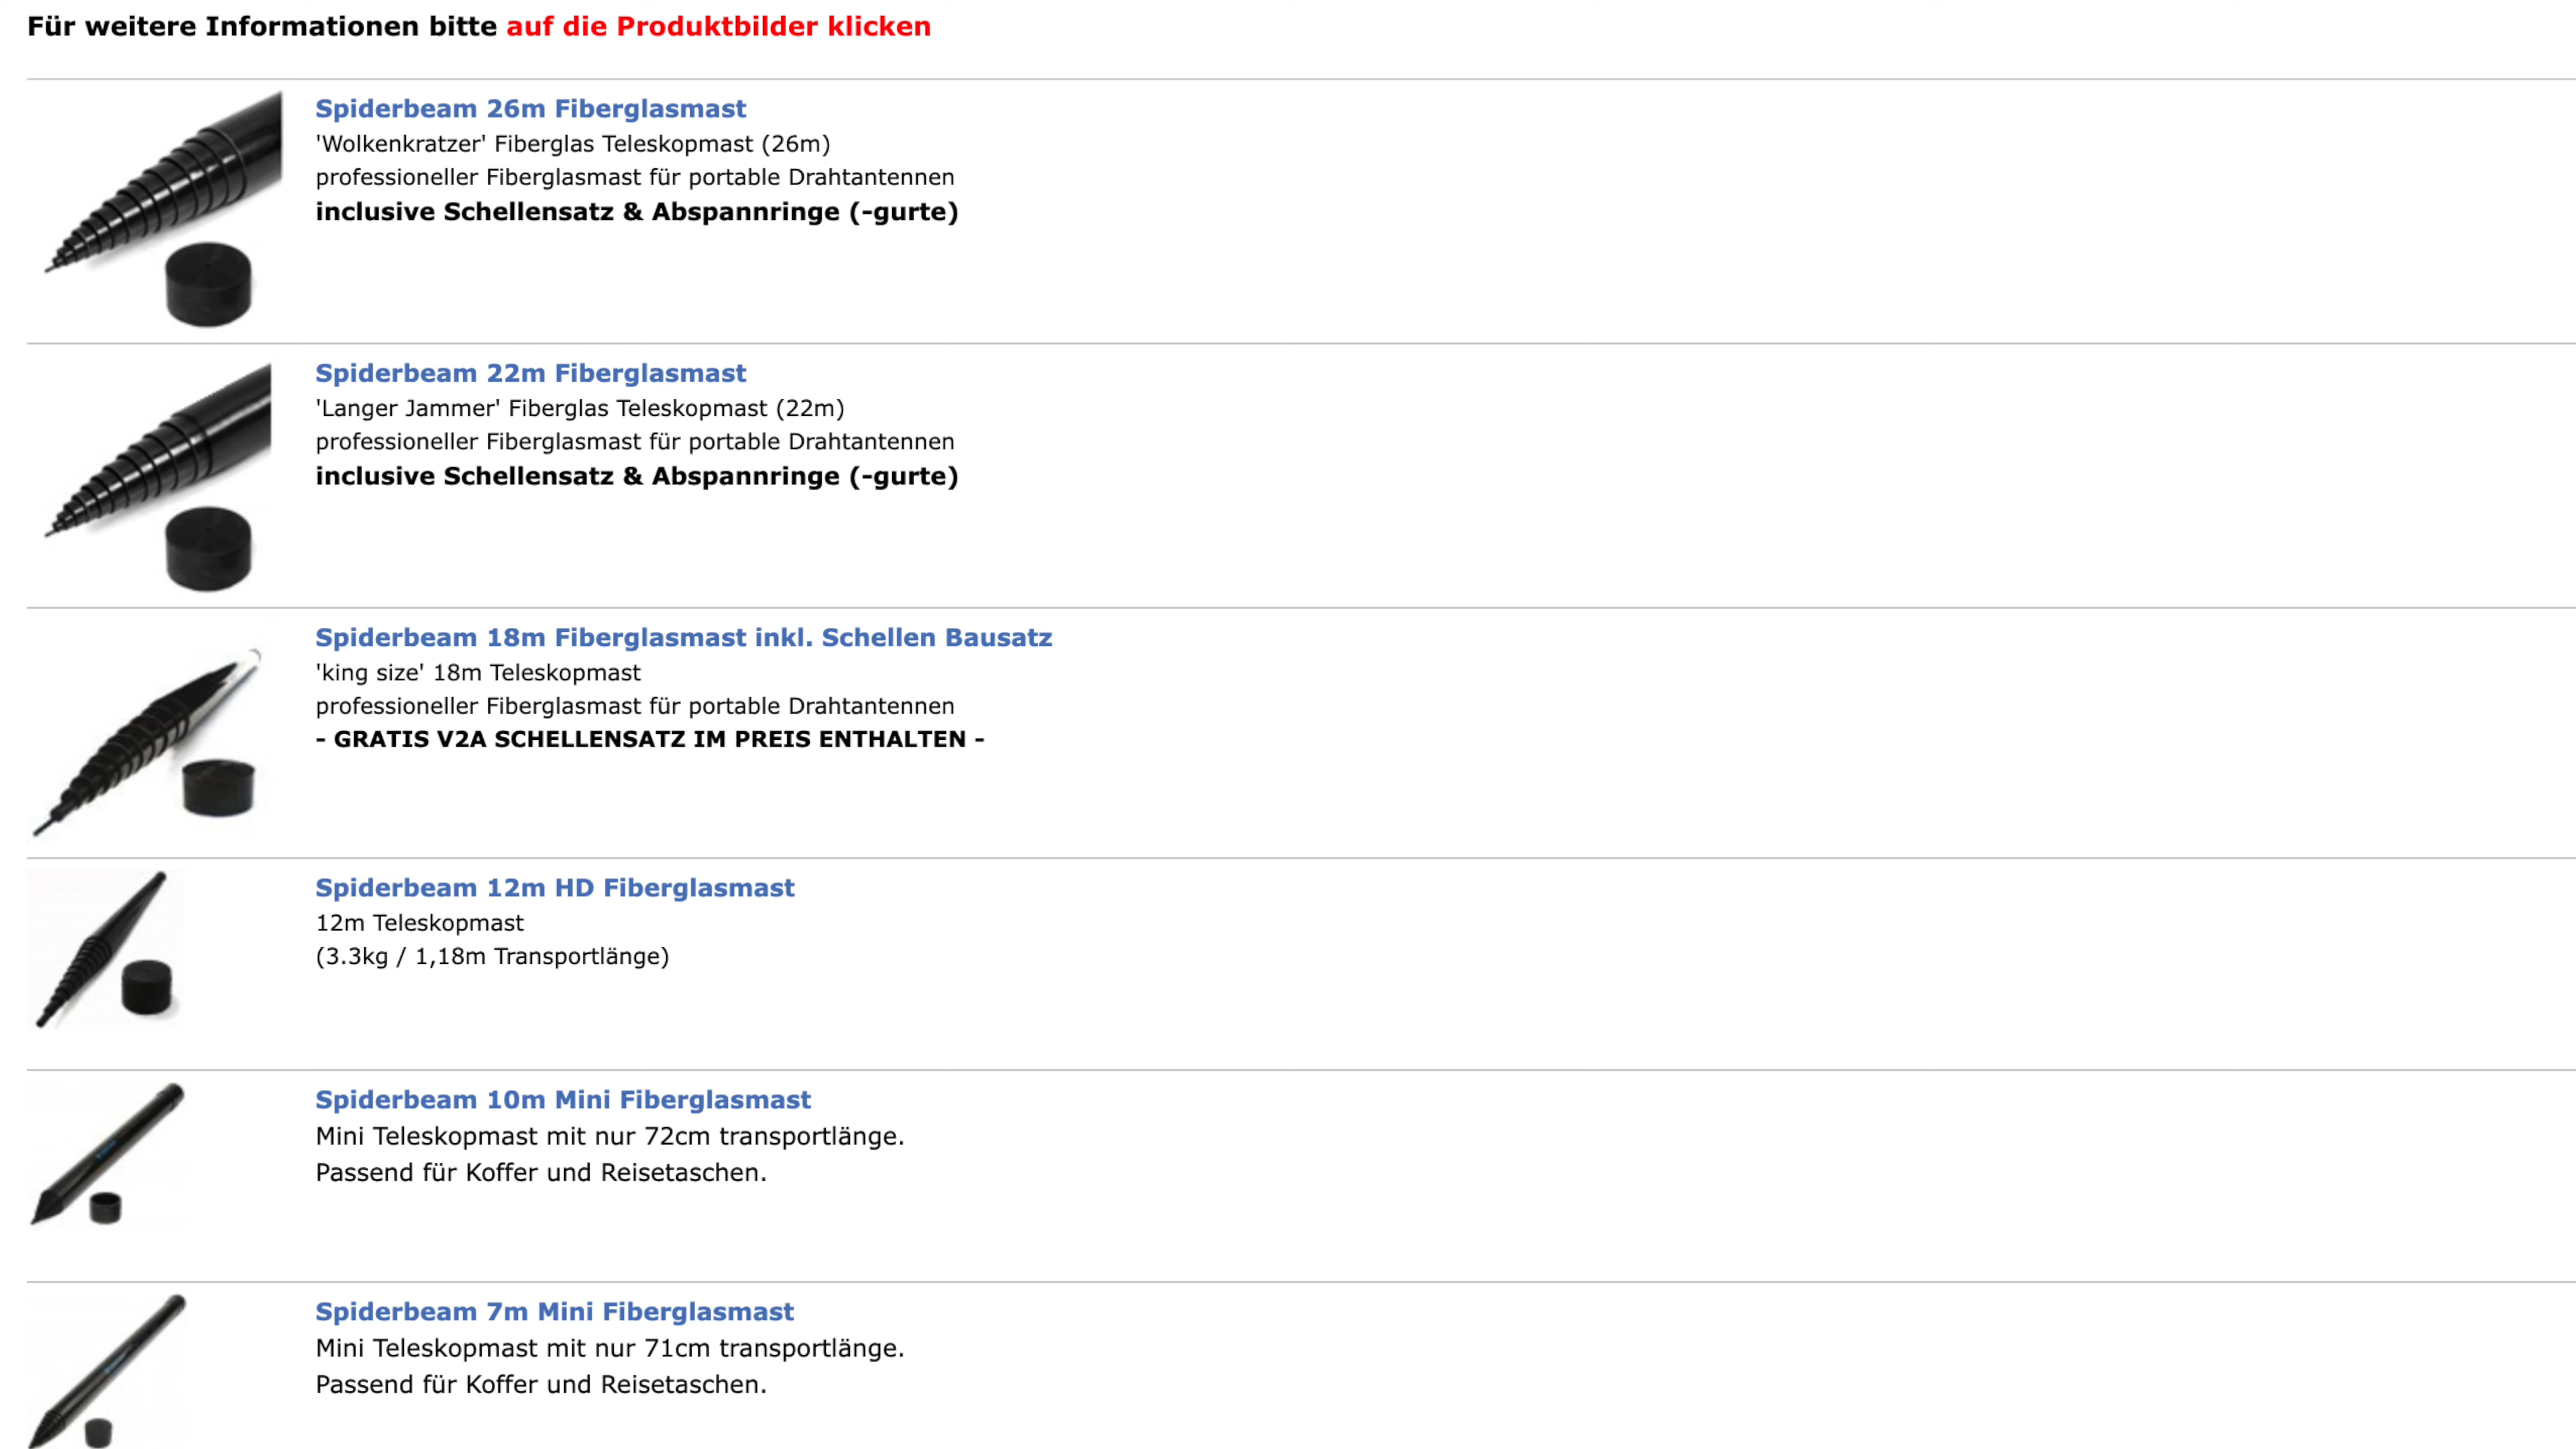 Für weitere Informationen bitte auf die Produktbilder klicken
Spiderbeam 26m Fiberglasmast
'Wolkenkratzer' Fiberglas Teleskopmast (26m)
professioneller Fiberglasmast für portable Drahtantennen
inclusive Schellensatz & Abspannringe (-gurte)
Spiderbeam 22m Fiberglasmast
'Langer Jammer' Fiberglas Teleskopmast (22m)
professioneller Fiberglasmast für portable Drahtantennen
inclusive Schellensatz & Abspannringe (-gurte)
Spiderbeam 18m Fiberglasmast inkl. Schellen Bausatz
'king size' 18m Teleskopmast
professioneller Fiberglasmast für portable Drahtantennen
- GRATIS V2A SCHELLENSATZ IM PREIS ENTHALTEN -
Spiderbeam 12m HD Fiberglasmast
12m Teleskopmast
(3.3kg / 1,18m Transportlänge)
Spiderbeam 10m Mini Fiberglasmast
Mini Teleskopmast mit nur 72cm transportlänge.
Passend für Koffer und Reisetaschen.
Spiderbeam 7m Mini Fiberglasmast
Mini Teleskopmast mit nur 71cm transportlänge.
Passend für Koffer und Reisetaschen.